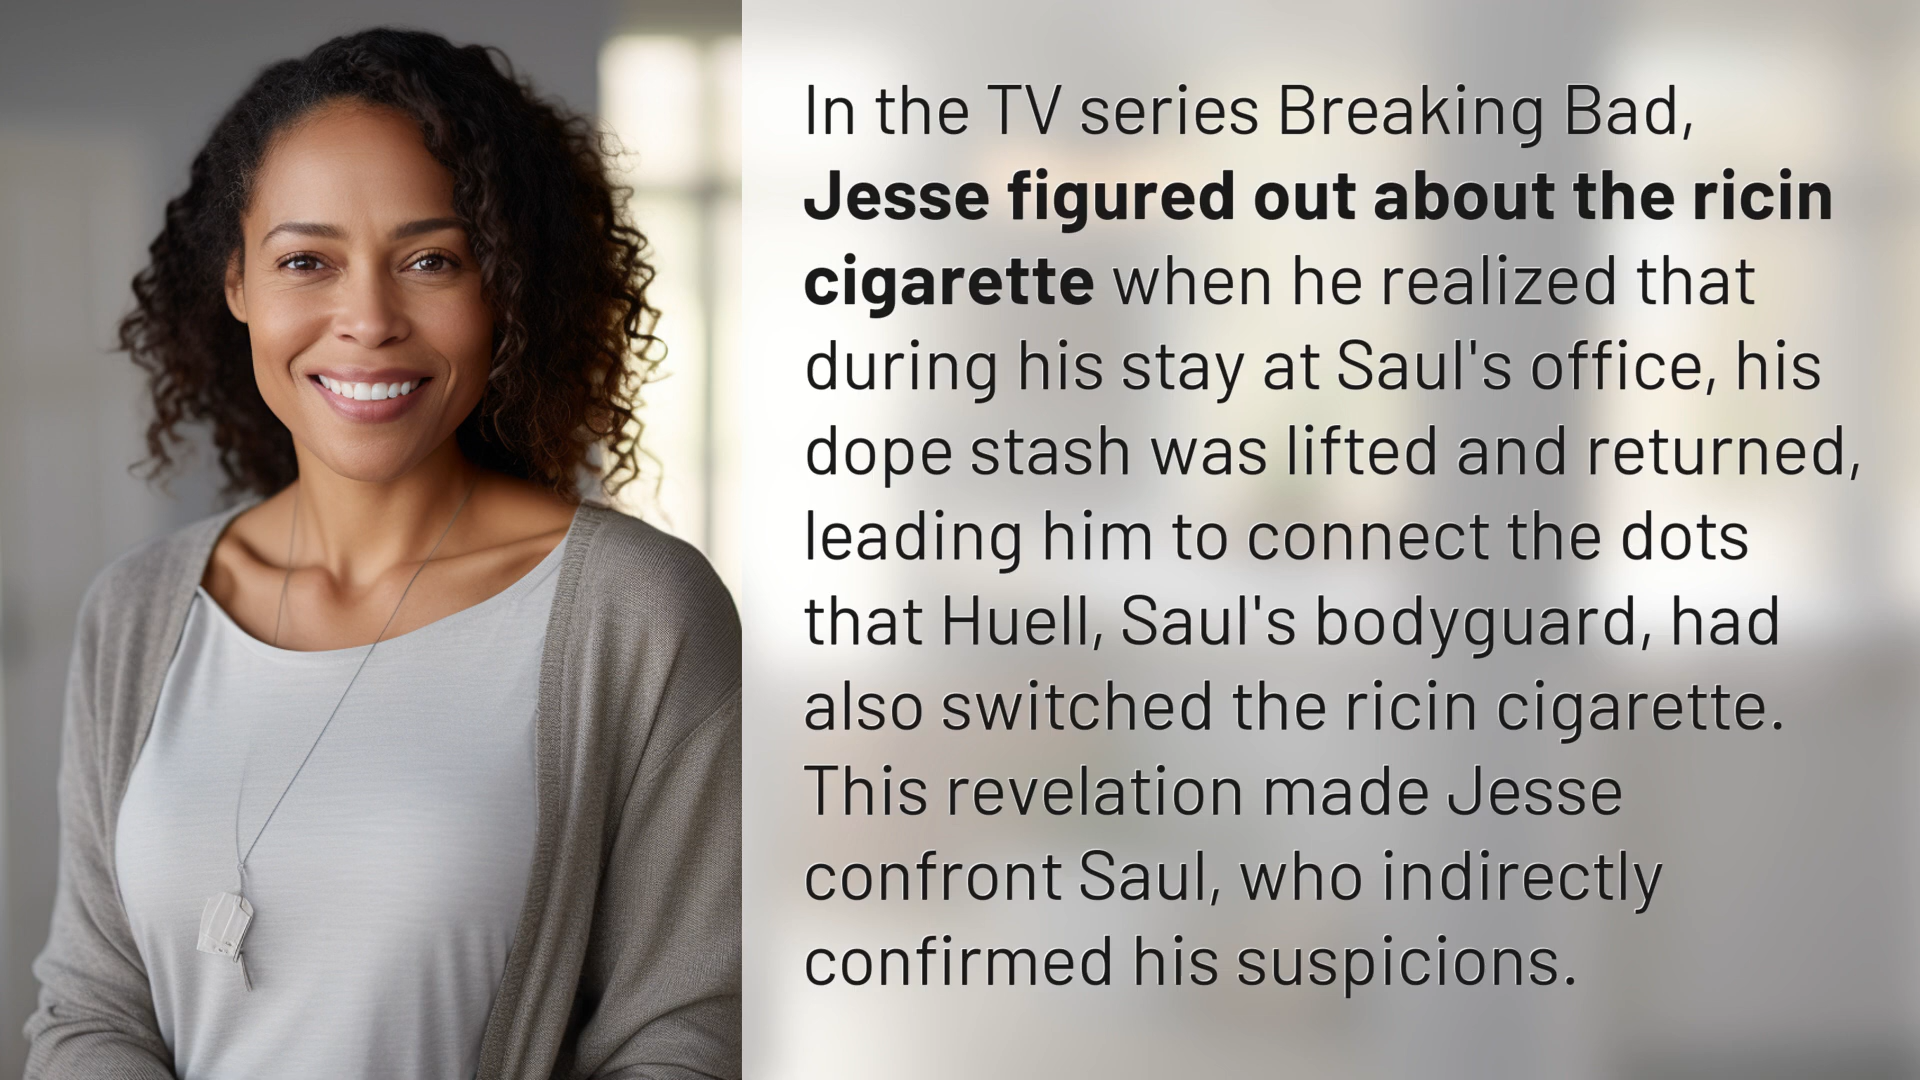 In the TV series Breaking Bad,
Jesse figured out about the ricin
cigarette when he realized that
during his stay at Saul's office, his
dope stash was lifted and returned,
leading him to connect the dots
that Huell, Saul's bodyguard, had
also switched the ricin cigarette.
This revelation made Jesse
confront Saul, who indirectly
confirmed his suspicions.